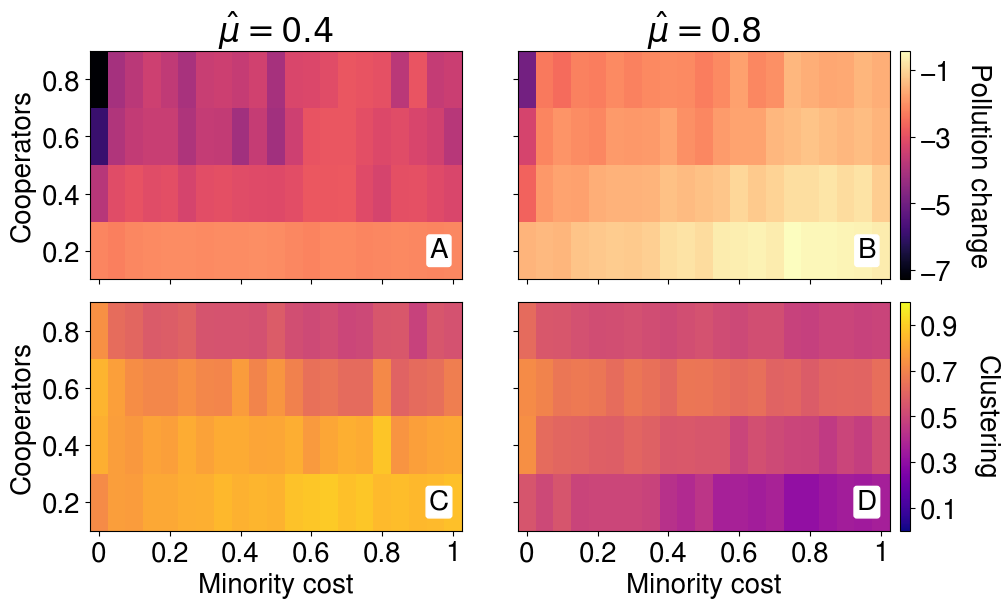 μ̂ = 0.4
μ̂ = 0.8
Cooperators
0.8
0.6
0.4
0.2
A
B
−1
−3
−5
−7
Pollution change
Cooperators
0.8
0.6
0.4
0.2
C
D
0.9
0.7
0.5
0.3
0.1
Clustering
0 0.2 0.4 0.6 0.8 1
0 0.2 0.4 0.6 0.8 1
Minority cost
Minority cost